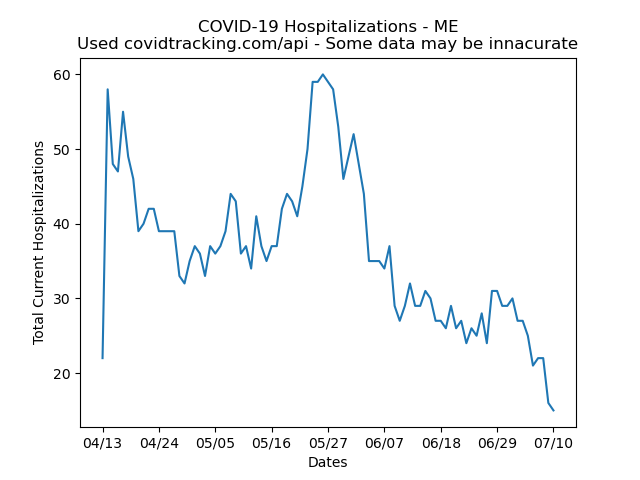 COVID-19 Hospitalizations - ME
Used covidtracking.com/api - Some data may be innacurate
Total Current Hospitalizations
60
50
40
30
20
04/13 04/24 05/05 05/16 05/27 06/07 06/18 06/29 07/10
Dates